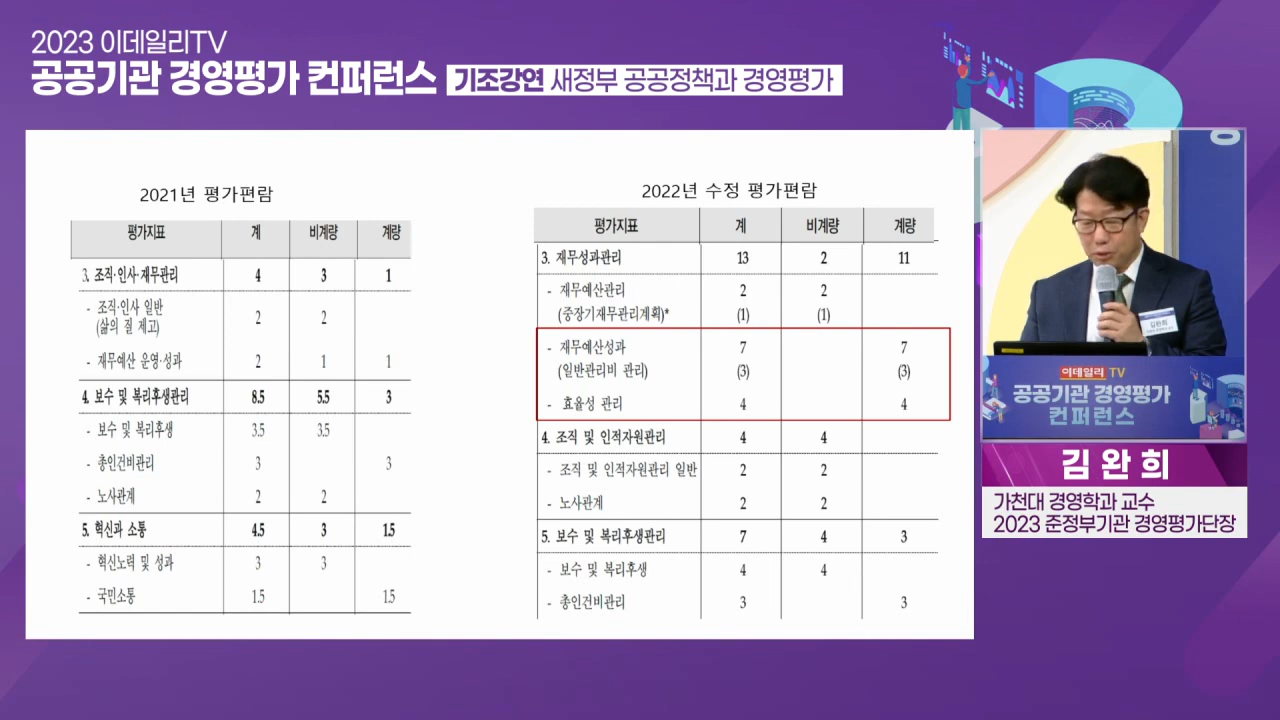 2023 이데일리TV
공공기관 경영평가 컨퍼런스 기조강연 새정부 공공정책과 경영평가
2021년 평가편람
평가지표 계 비계량 계량
3. 조직·인사·재무관리 4 3 1
- 조직·인사 일반 2 2
(삶의 질 제고)
- 재무예산 운영·성과 2 1 1
4. 보수 및 복리후생관리 8.5 5.5 3
- 보수 및 복리후생 3.5 3.5
- 총인건비관리 3 3
- 노사관계 2 2
5. 혁신과 소통 4.5 3 1.5
- 혁신노력 및 성과 3 3
- 국민소통 1.5 1.5
2022년 수정 평가편람
평가지표 계 비계량 계량
3. 재무성과관리 13 2 11
- 재무예산관리 2 2
(중장기재무관리계획)* (1) (1)
- 재무예산성과 7 7
(일반관리비 관리) (3) (3)
- 효율성 관리 4 4
4. 조직 및 인적자원관리 4 4
- 조직 및 인적자원관리 일반 2 2
- 노사관계 2 2
5. 보수 및 복리후생관리 7 4 3
- 보수 및 복리후생 4 4
- 총인건비관리 3 3
김완희
이데일리 TV
공공기관 경영평가
컨퍼런스
김 완 희
가천대 경영학과 교수
2023 준정부기관 경영평가단장